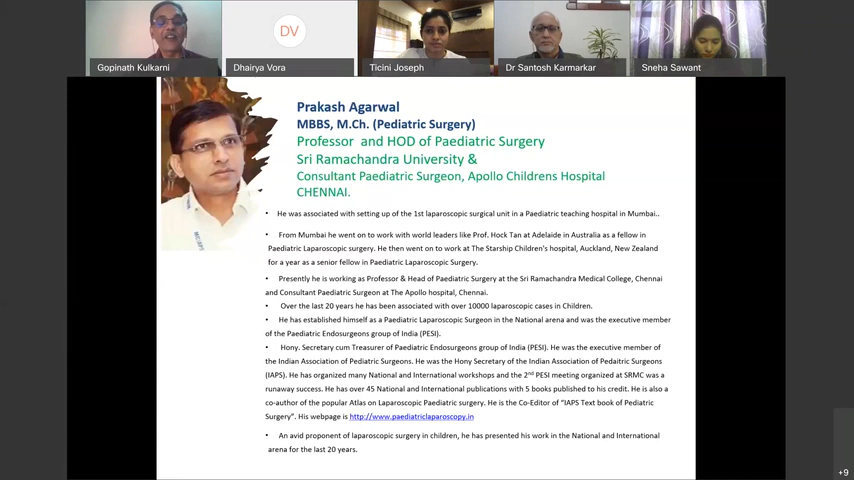 DV
Gopinath Kulkarni
Dhairya Vora
Ticini Joseph
Dr Santosh Karmarkar
Sneha Sawant
Prakash Agarwal
MBBS, M.Ch. (Pediatric Surgery)
Professor and HOD of Paediatric Surgery
Sri Ramachandra University &
Consultant Paediatric Surgeon, Apollo Childrens Hospital
CHENNAI.
• He was associated with setting up of the 1st laparoscopic surgical unit in a Paediatric teaching hospital in Mumbai..
• From Mumbai he went on to work with world leaders like Prof. Hock Tan at Adelaide in Australia as a fellow in
Paediatric Laparoscopic surgery. He then went on to work at The Starship Children's hospital, Auckland, New Zealand
for a year as a senior fellow in Paediatric Laparoscopic Surgery.
• Presently he is working as Professor & Head of Paediatric Surgery at the Sri Ramachandra Medical College, Chennai
and Consultant Paediatric Surgeon at The Apollo hospital, Chennai.
• Over the last 20 years he has been associated with over 10000 laparoscopic cases in Children.
• He has established himself as a Paediatric Laparoscopic Surgeon in the National arena and was the executive member
of the Paediatric Endosurgeons group of India (PESI).
• Hony. Secretary cum Treasurer of Paediatric Endosurgeons group of India (PESI). He was the executive member of
the Indian Association of Pediatric Surgeons. He was the Hony Secretary of the Indian Association of Pedaitric Surgeons
(IAPS). He has organized many National and International workshops and the 2nd PESI meeting organized at SRMC was a
runaway success. He has over 45 National and International publications with 5 books published to his credit. He is also a
co-author of the popular Atlas on Laparoscopic Paediatric surgery. He is the Co-Editor of "IAPS Text book of Pediatric
Surgery". His webpage is http://www.paediatriclaparoscopy.in
• An avid proponent of laparoscopic surgery in children, he has presented his work in the National and International
arena for the last 20 years.
+9